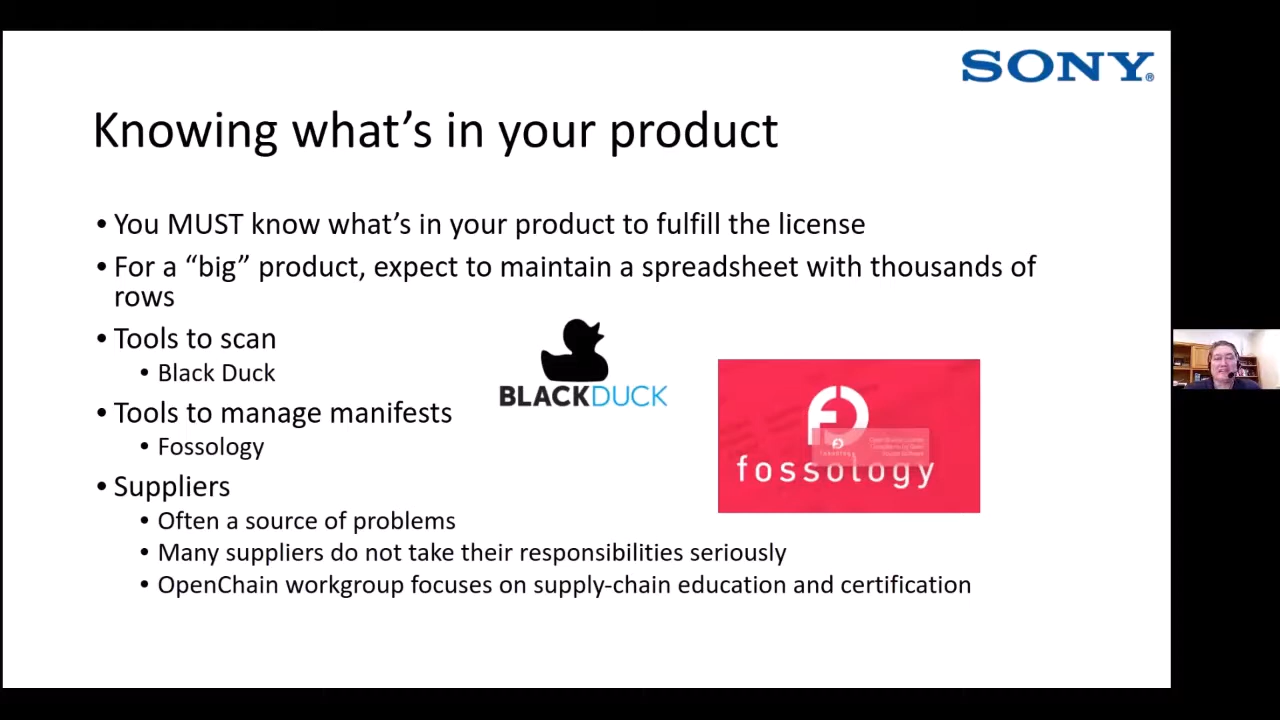 SONY®
Knowing what's in your product
• You MUST know what's in your product to fulfill the license
• For a “big” product, expect to maintain a spreadsheet with thousands of
rows
• Tools to scan
• Black Duck
BLACKDUCK
• Tools to manage manifests
• Fossology
fossology
• Suppliers
• Often a source of problems
• Many suppliers do not take their responsibilities seriously
• OpenChain workgroup focuses on supply-chain education and certification